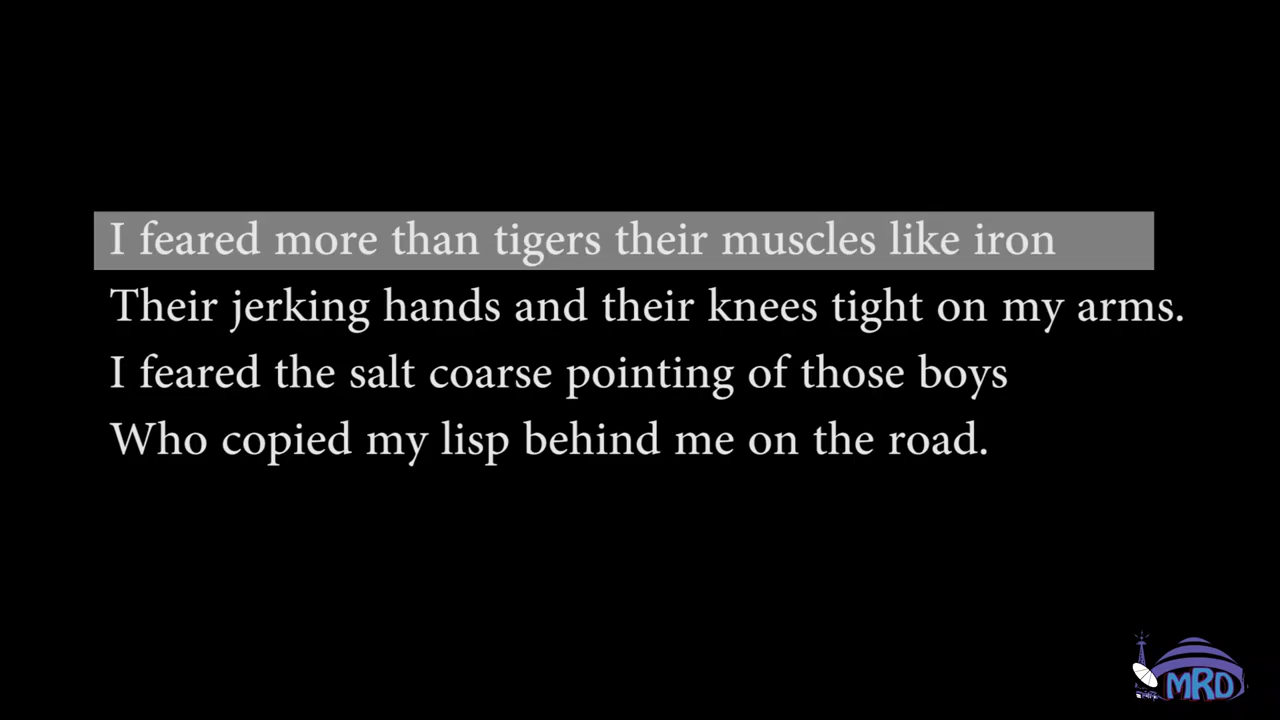 I feared more than tigers their muscles like iron
Their jerking hands and their knees tight on my arms.
I feared the salt coarse pointing of those boys
Who copied my lisp behind me on the road.
MRD